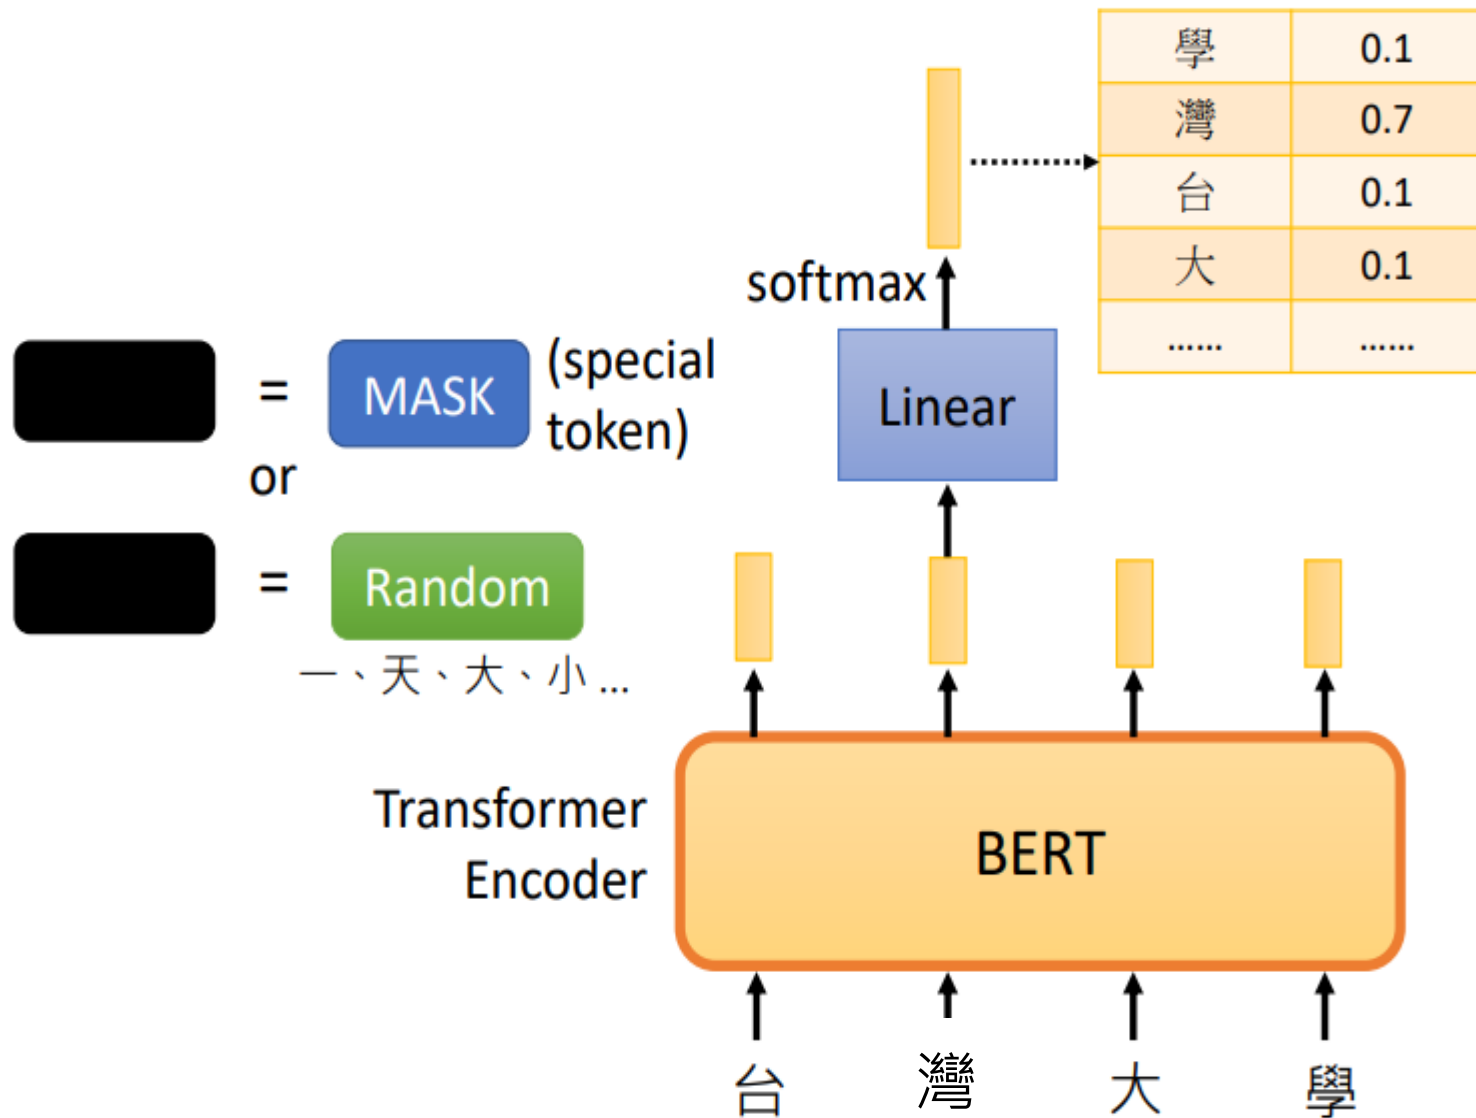 學 0.1
灣 0.7
台 0.1
大 0.1
...... ......
softmax
Linear
= MASK (special token)
or
= Random
一、天、大、小 ...
Transformer
Encoder
BERT
台 灣 大 學